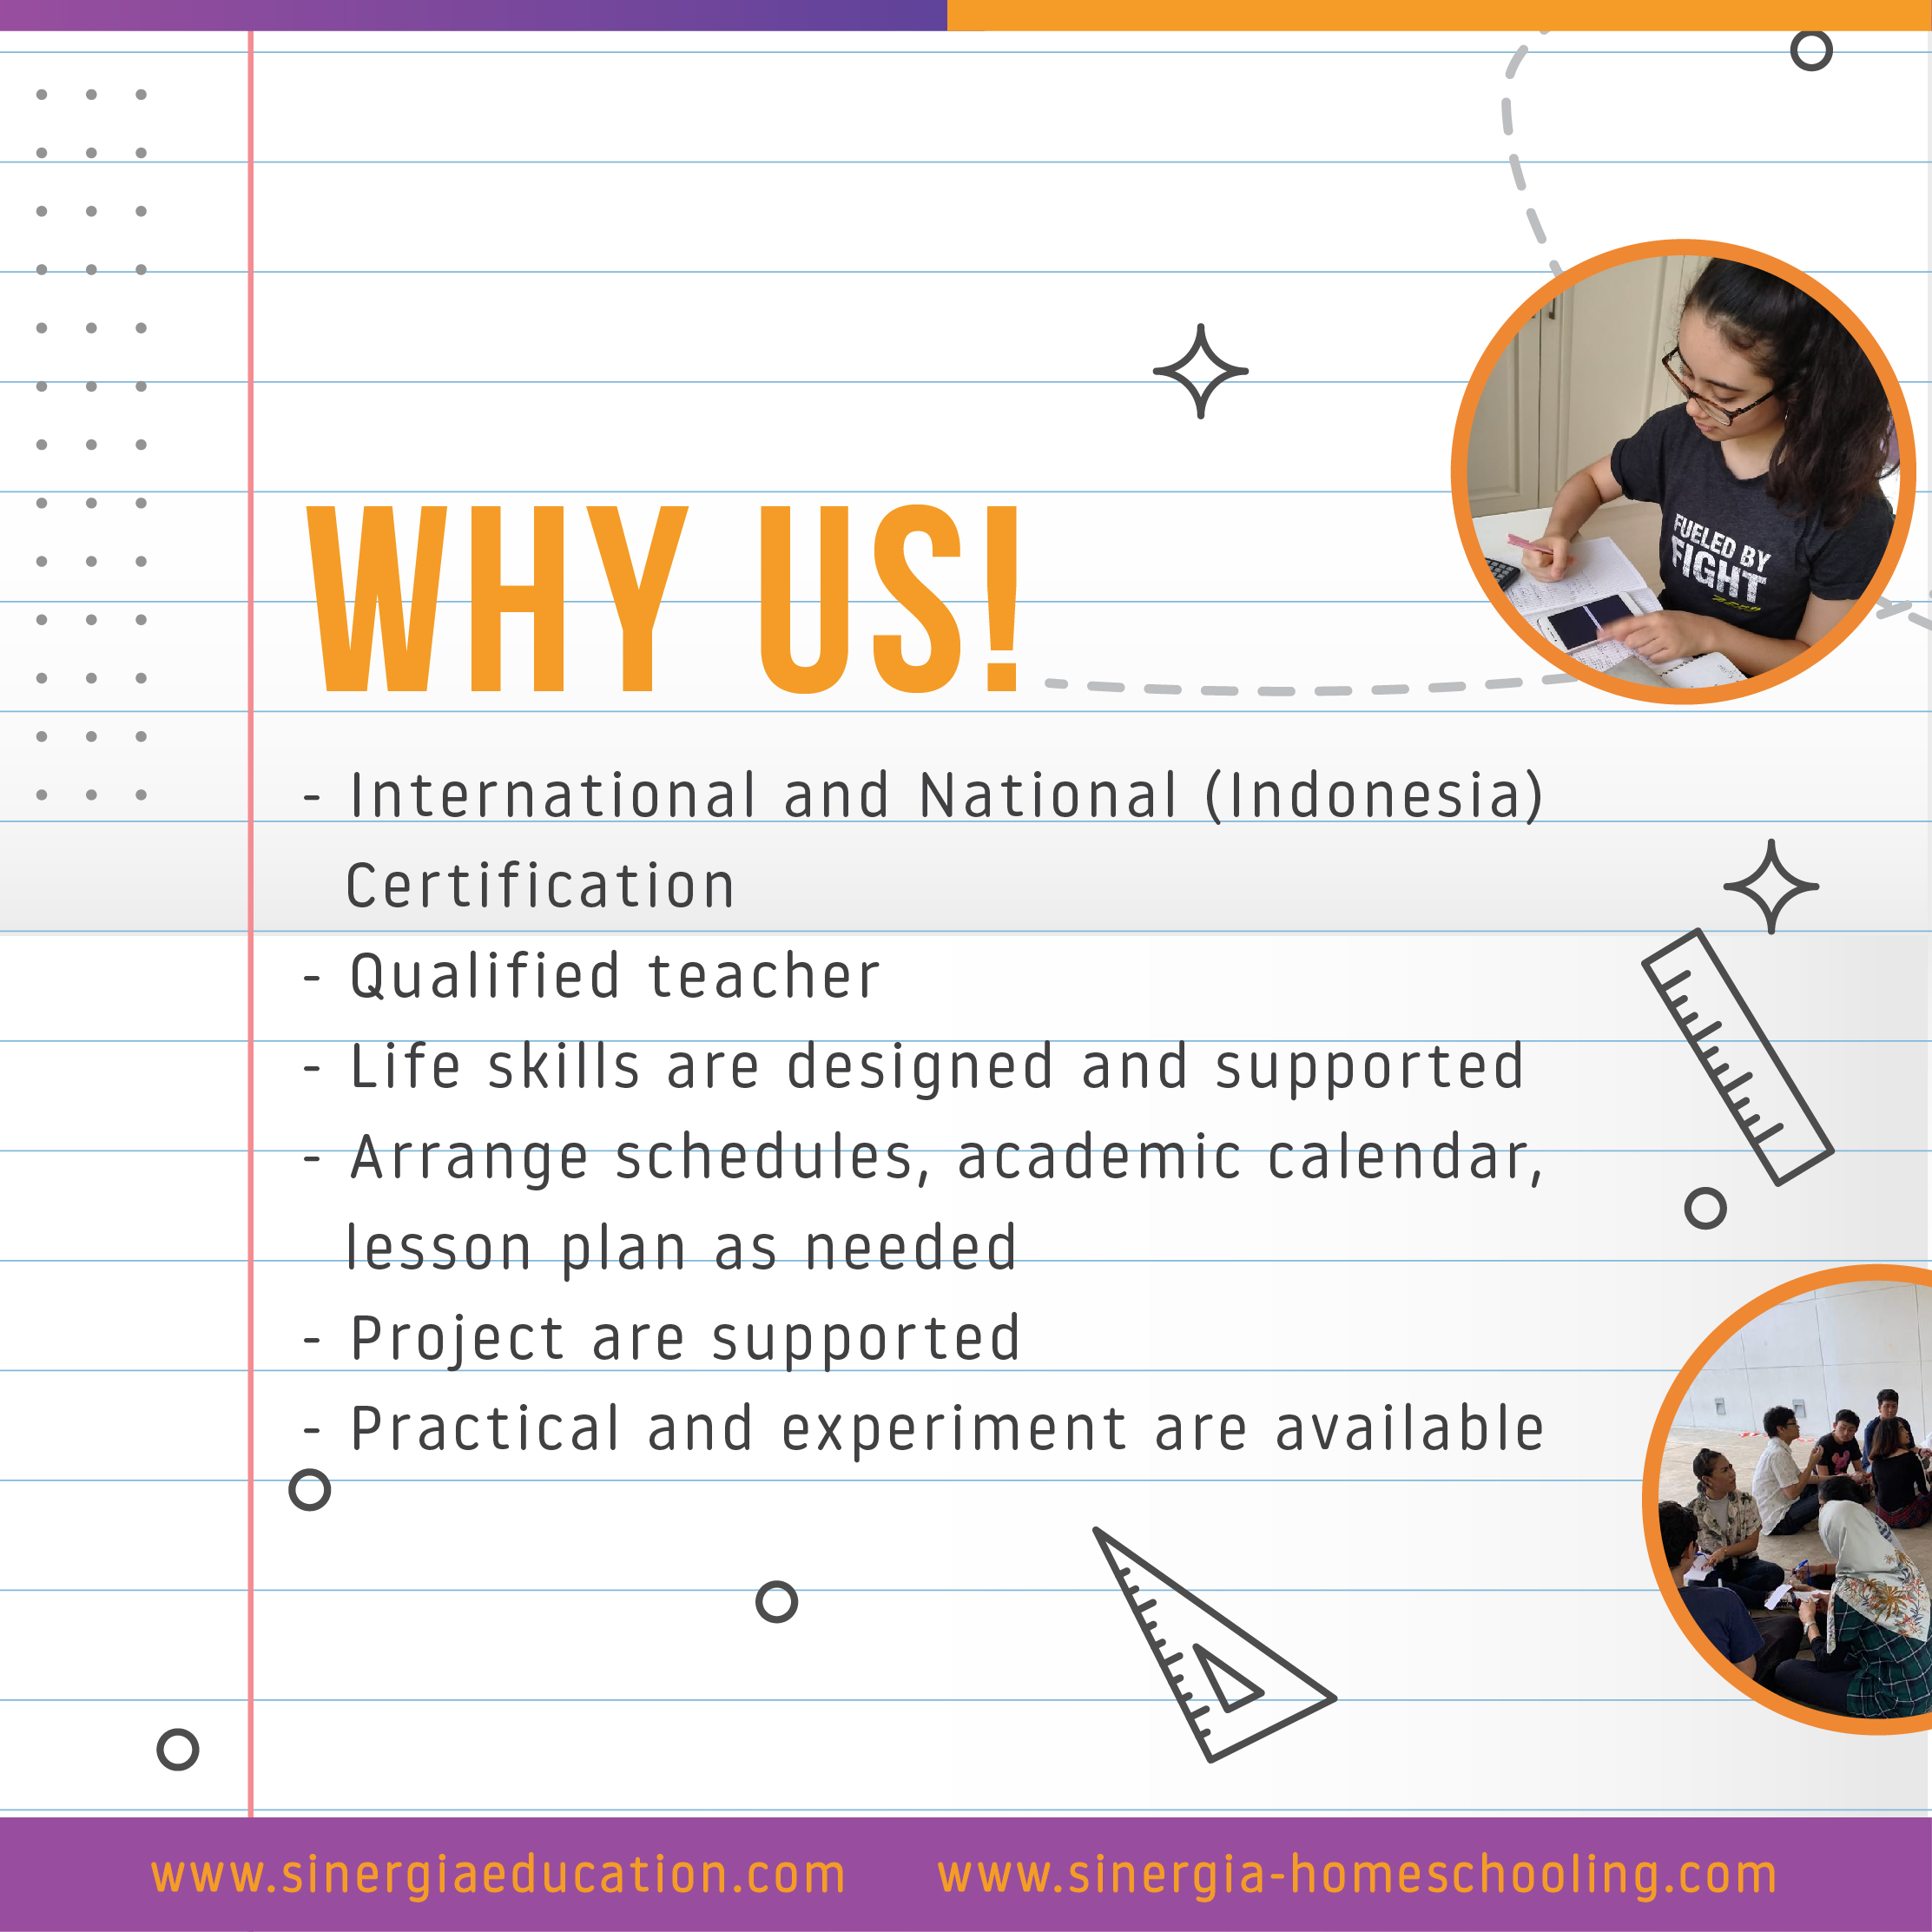 WHY US!
FUELED BY
FIGHT
- International and National (Indonesia)
Certification
- Qualified teacher
- Life skills are designed and supported
- Arrange schedules, academic calendar,
lesson plan as needed
- Project are supported
- Practical and experiment are available
www.sinergiaeducation.com www.sinergia-homeschooling.com